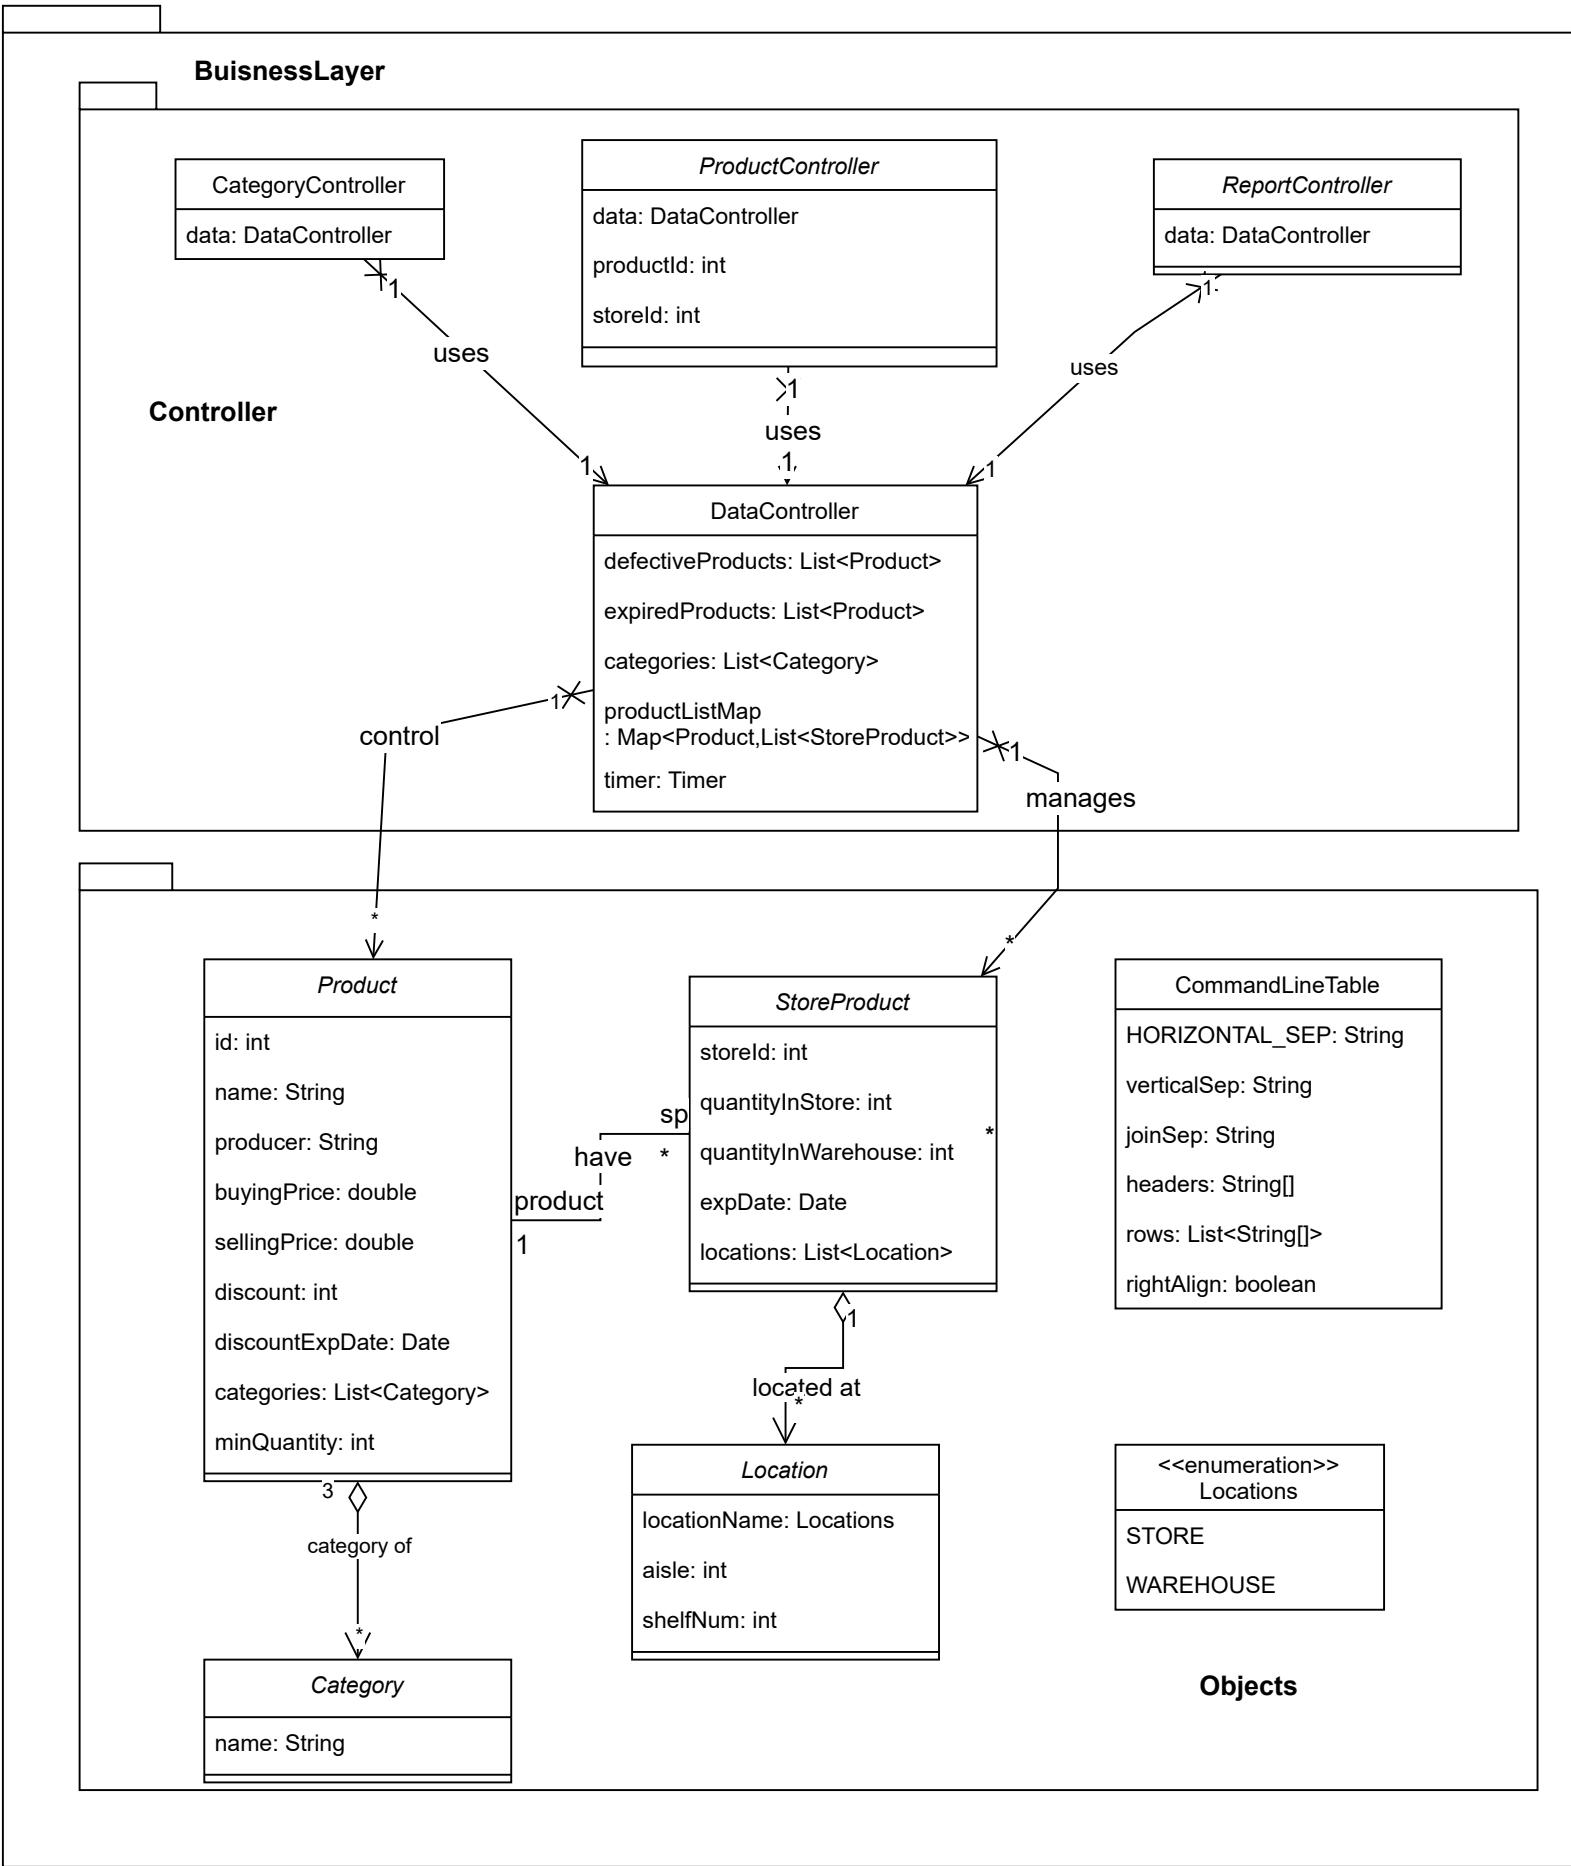 BuisnessLayer
CategoryController
data: DataController
ProductController
data: DataController
productId: int
storeId: int
ReportController
data: DataController
1
uses
1
1
uses
1
1
uses
1
Controller
DataController
defectiveProducts: List<Product>
expiredProducts: List<Product>
categories: List<Category>
productListMap
: Map<Product,List<StoreProduct>>
timer: Timer
1
control
*
1
manages
*
Product
id: int
name: String
producer: String
buyingPrice: double
sellingPrice: double
discount: int
discountExpDate: Date
categories: List<Category>
minQuantity: int
sp
have
*
product
1
StoreProduct
storeId: int
quantityInStore: int
*
quantityInWarehouse: int
expDate: Date
locations: List<Location>
CommandLineTable
HORIZONTAL_SEP: String
verticalSep: String
joinSep: String
headers: String[]
rows: List<String[]>
rightAlign: boolean
1
located at
*
3
category of
*
Location
locationName: Locations
aisle: int
shelfNum: int
<<enumeration>>
Locations
STORE
WAREHOUSE
Category
name: String
Objects